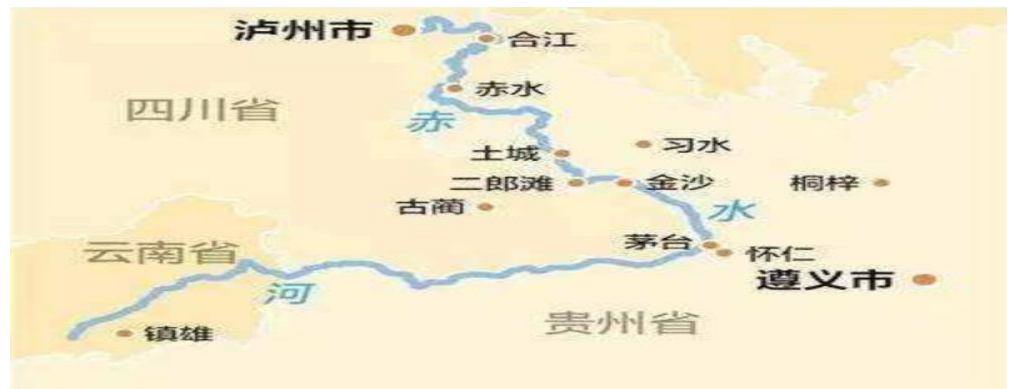 泸州市
合江
四川省
赤水
赤
土城
习水
二郎滩
金沙
桐梓
古蔺
水
茅台
怀仁
云南省
遵义市
河
贵州省
镇雄